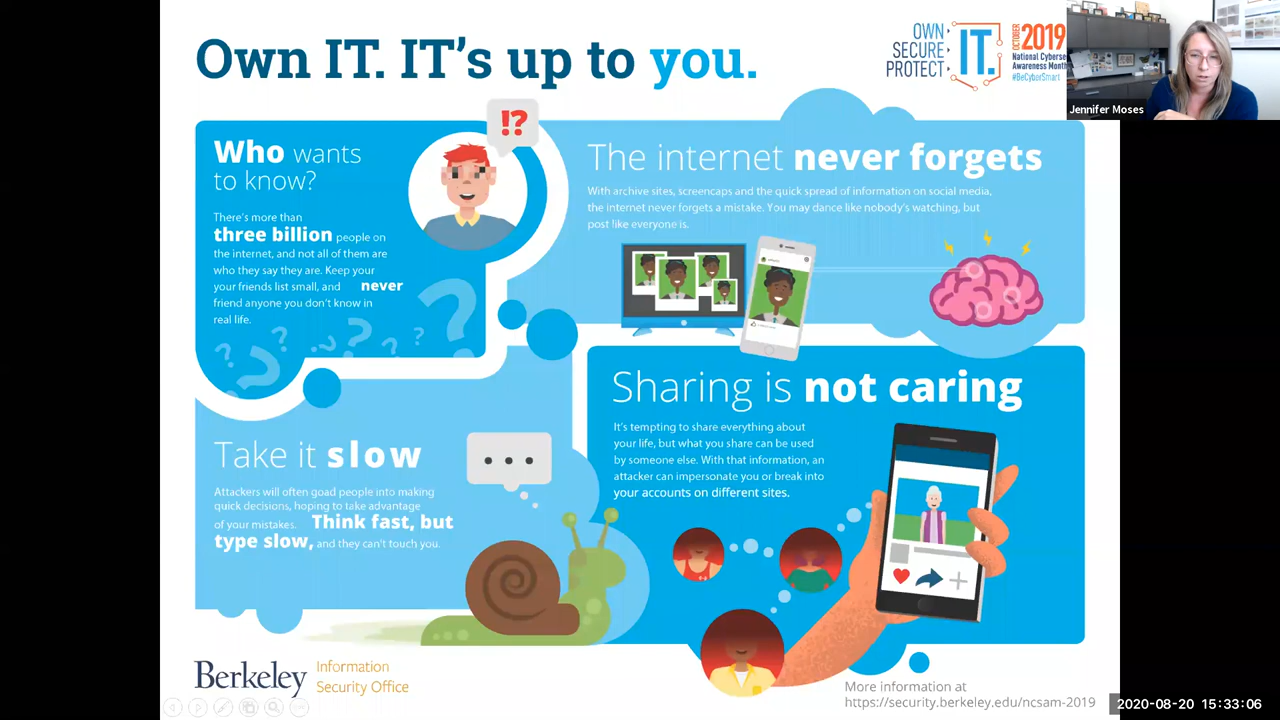 Own IT. IT's up to you.
OWN
SECURE
PROTECT
IT.
OCTOBER
2019
National Cyberse
Awareness Month
#BeCyberSmart
Jennifer Moses
Who wants
to know?
!?
There's more than
three billion people on
the internet, and not all of them are
who they say they are. Keep your
your friends list small, and never
friend anyone you don't know in
real life.
The internet never forgets
With archive sites, screencaps and the quick spread of information on social media,
the internet never forgets a mistake. You may dance like nobody's watching, but
post like everyone is.
Take it slow
Attackers will often goad people into making
quick decisions, hoping to take advantage
of your mistakes. Think fast, but
type slow, and they can't touch you.
Sharing is not caring
It's tempting to share everything about
your life, but what you share can be used
by someone else. With that information, an
attacker can impersonate you or break into
your accounts on different sites.
Berkeley
Information
Security Office
More information at
https://security.berkeley.edu/ncsam-2019
2020-08-20 15:33:06